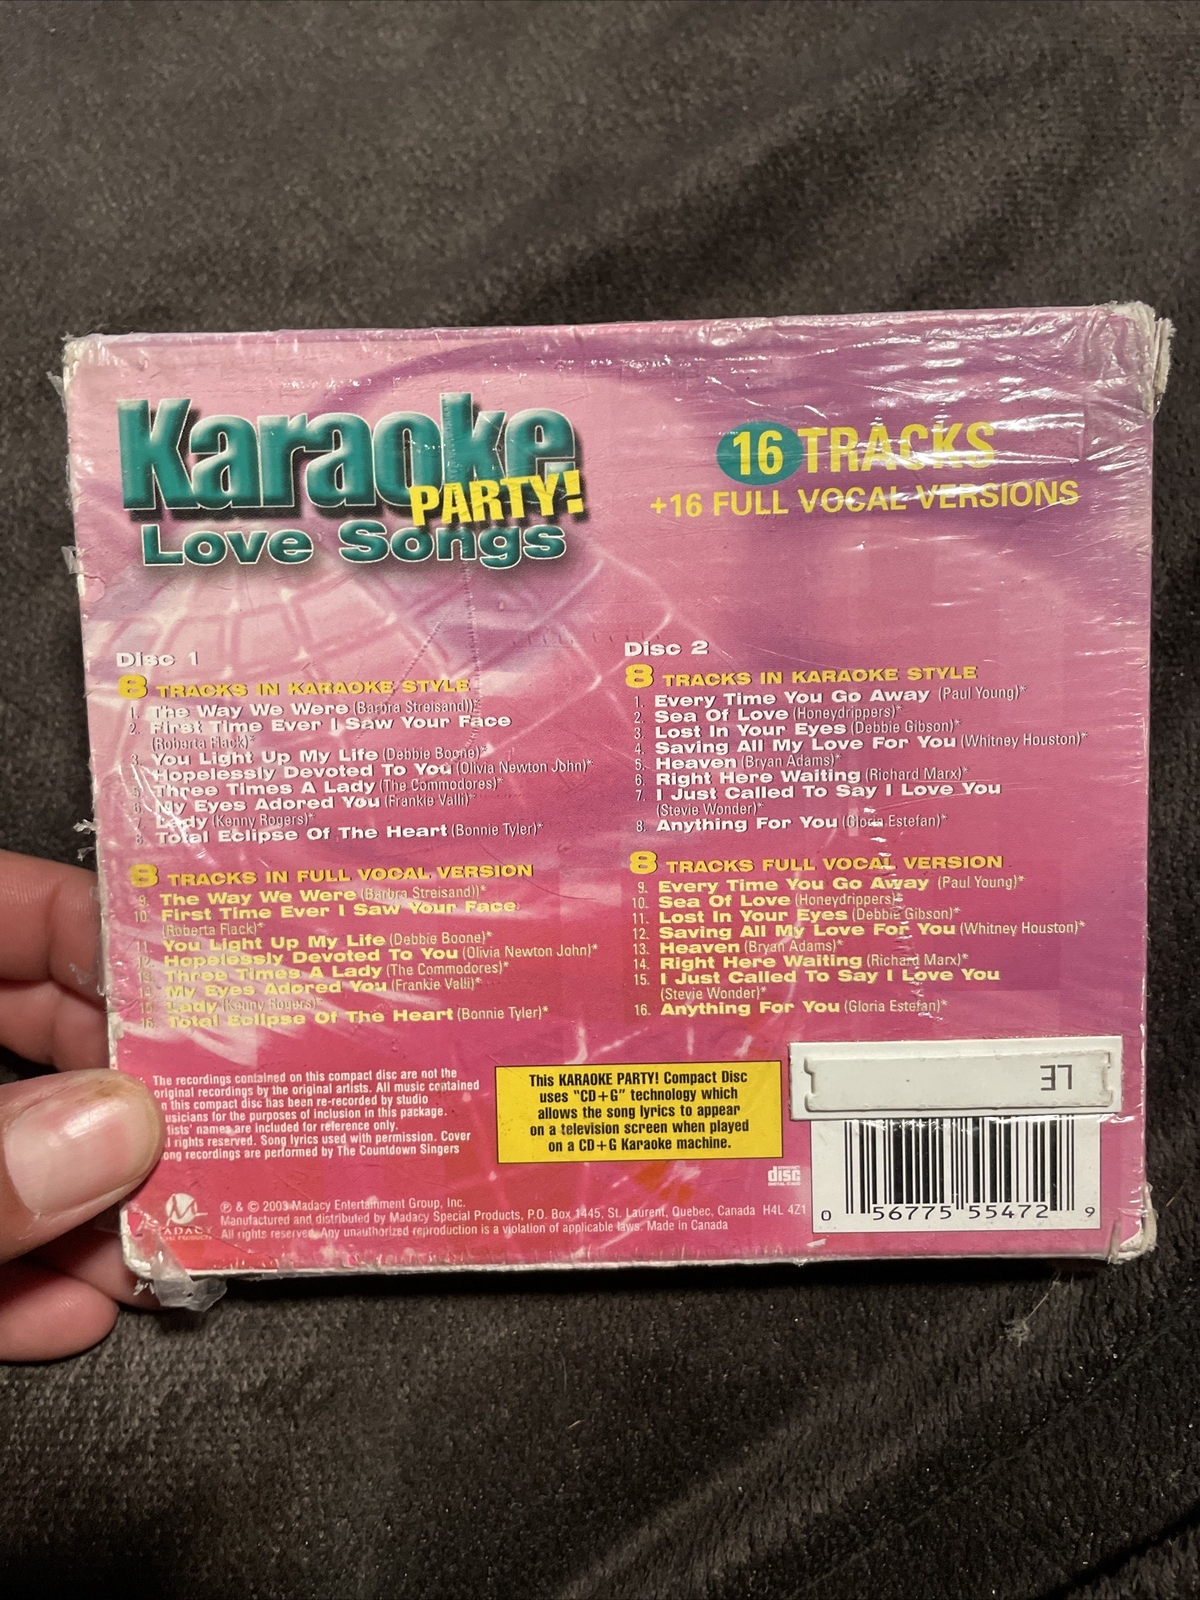 Karaoke
PARTY!
Love Songs
16 TRACKS
+16 FULL VOCAL VERSIONS
Disc 1
8 TRACKS IN KARAOKE STYLE
1. The Way We Were (Barbra Streisand))*
2. First Time Ever I Saw Your Face
(Roberta Flack)*
3. You Light Up My Life (Debbie Boone)*
Hopelessly Devoted To You (Olivia Newton John)*
5. Three Times A Lady (The Commodores)*
6. My Eyes Adored You (Frankie Valli)*
7. Lady (Kenny Rogers)*
8. Total Eclipse Of The Heart (Bonnie Tyler)*
8 TRACKS IN FULL VOCAL VERSION
9. The Way We Were (Barbra Streisand))*
10. First Time Ever I Saw Your Face
(Roberta Flack)*
11. You Light Up My Life (Debbie Boone)*
12. Hopelessly Devoted To You (Olivia Newton John)*
13. Three Times A Lady (The Commodores)*
14. My Eyes Adored You (Frankie Valli)*
15. Lady (Kenny Rogers)*
16. Total Eclipse Of The Heart (Bonnie Tyler)*
Disc 2
8 TRACKS IN KARAOKE STYLE
1. Every Time You Go Away (Paul Young)*
2. Sea Of Love (Honeydrippers)*
3. Lost In Your Eyes (Debbie Gibson)*
4. Saving All My Love For You (Whitney Houston)*
5. Heaven (Bryan Adams)*
6. Right Here Waiting (Richard Marx)*
7. I Just Called To Say I Love You
(Stevie Wonder)*
8. Anything For You (Gloria Estefan)*
8 TRACKS FULL VOCAL VERSION
9. Every Time You Go Away (Paul Young)*
10. Sea Of Love (Honeydrippers)*
11. Lost In Your Eyes (Debbie Gibson)*
12. Saving All My Love For You (Whitney Houston)*
13. Heaven (Bryan Adams)*
14. Right Here Waiting (Richard Marx)*
15. I Just Called To Say I Love You
(Stevie Wonder)*
16. Anything For You (Gloria Estefan)*
* The recordings contained on this compact disc are not the
original recordings by the original artists. All music contained
this compact disc has been re-recorded by studio
for the purposes of inclusion in this package.
names are included for reference only.
rights reserved. Song lyrics used with permission. Cover
recordings are performed by The Countdown Singers
This KARAOKE PARTY! Compact Disc
uses "CD+G" technology which
allows the song lyrics to appear
on a television screen when played
on a CD+G Karaoke machine.
LE
COMPACT
disc
DIGITAL AUDIO
0 56775 55472 9
MADACY
℗ & © 2003 Madacy Entertainment Group, Inc.
Manufactured and distributed by Madacy Special Products, P.O. Box 1445, St. Laurent, Quebec, Canada H4L 4Z1
All rights reserved. Any unauthorized reproduction is a violation of applicable laws. Made in Canada